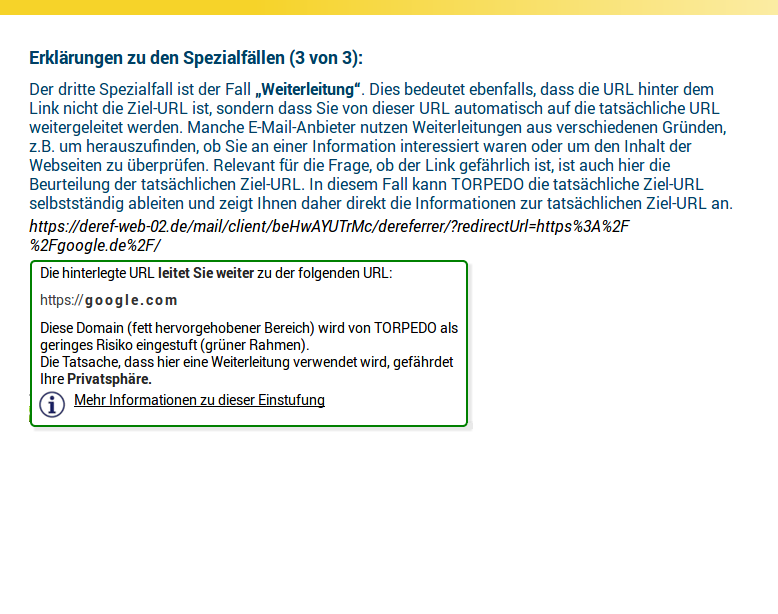 Erklärungen zu den Spezialfällen (3 von 3):
Der dritte Spezialfall ist der Fall „Weiterleitung“. Dies bedeutet ebenfalls, dass die URL hinter dem
Link nicht die Ziel-URL ist, sondern dass Sie von dieser URL automatisch auf die tatsächliche URL
weitergeleitet werden. Manche E-Mail-Anbieter nutzen Weiterleitungen aus verschiedenen Gründen,
z.B. um herauszufinden, ob Sie an einer Information interessiert waren oder um den Inhalt der
Webseiten zu überprüfen. Relevant für die Frage, ob der Link gefährlich ist, ist auch hier die
Beurteilung der tatsächlichen Ziel-URL. In diesem Fall kann TORPEDO die tatsächliche Ziel-URL
selbstständig ableiten und zeigt Ihnen daher direkt die Informationen zur tatsächlichen Ziel-URL an.
https://deref-web-02.de/mail/client/beHwAYUTrMc/dereferrer/?redirectUrl=https%3A%2F
%2Fgoogle.de%2F/
Die hinterlegte URL leitet Sie weiter zu der folgenden URL:
https://google.com
Diese Domain (fett hervorgehobener Bereich) wird von TORPEDO als
geringes Risiko eingestuft (grüner Rahmen).
Die Tatsache, dass hier eine Weiterleitung verwendet wird, gefährdet
Ihre Privatsphäre.
Mehr Informationen zu dieser Einstufung